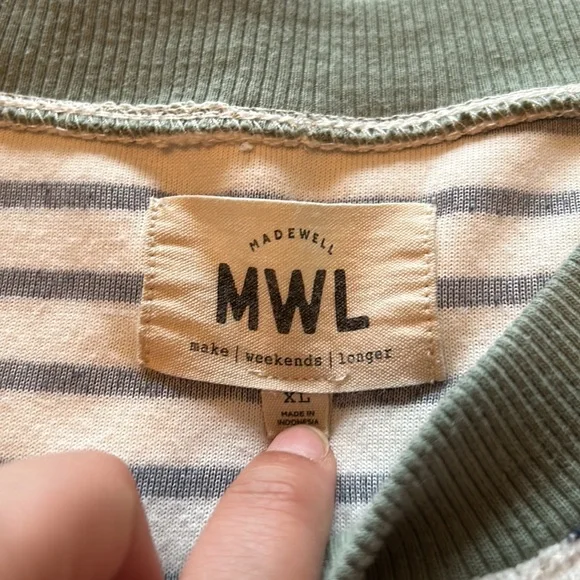 MADEWELL
MWL
make | weekends | longer
XL
MADE IN
INDONESIA